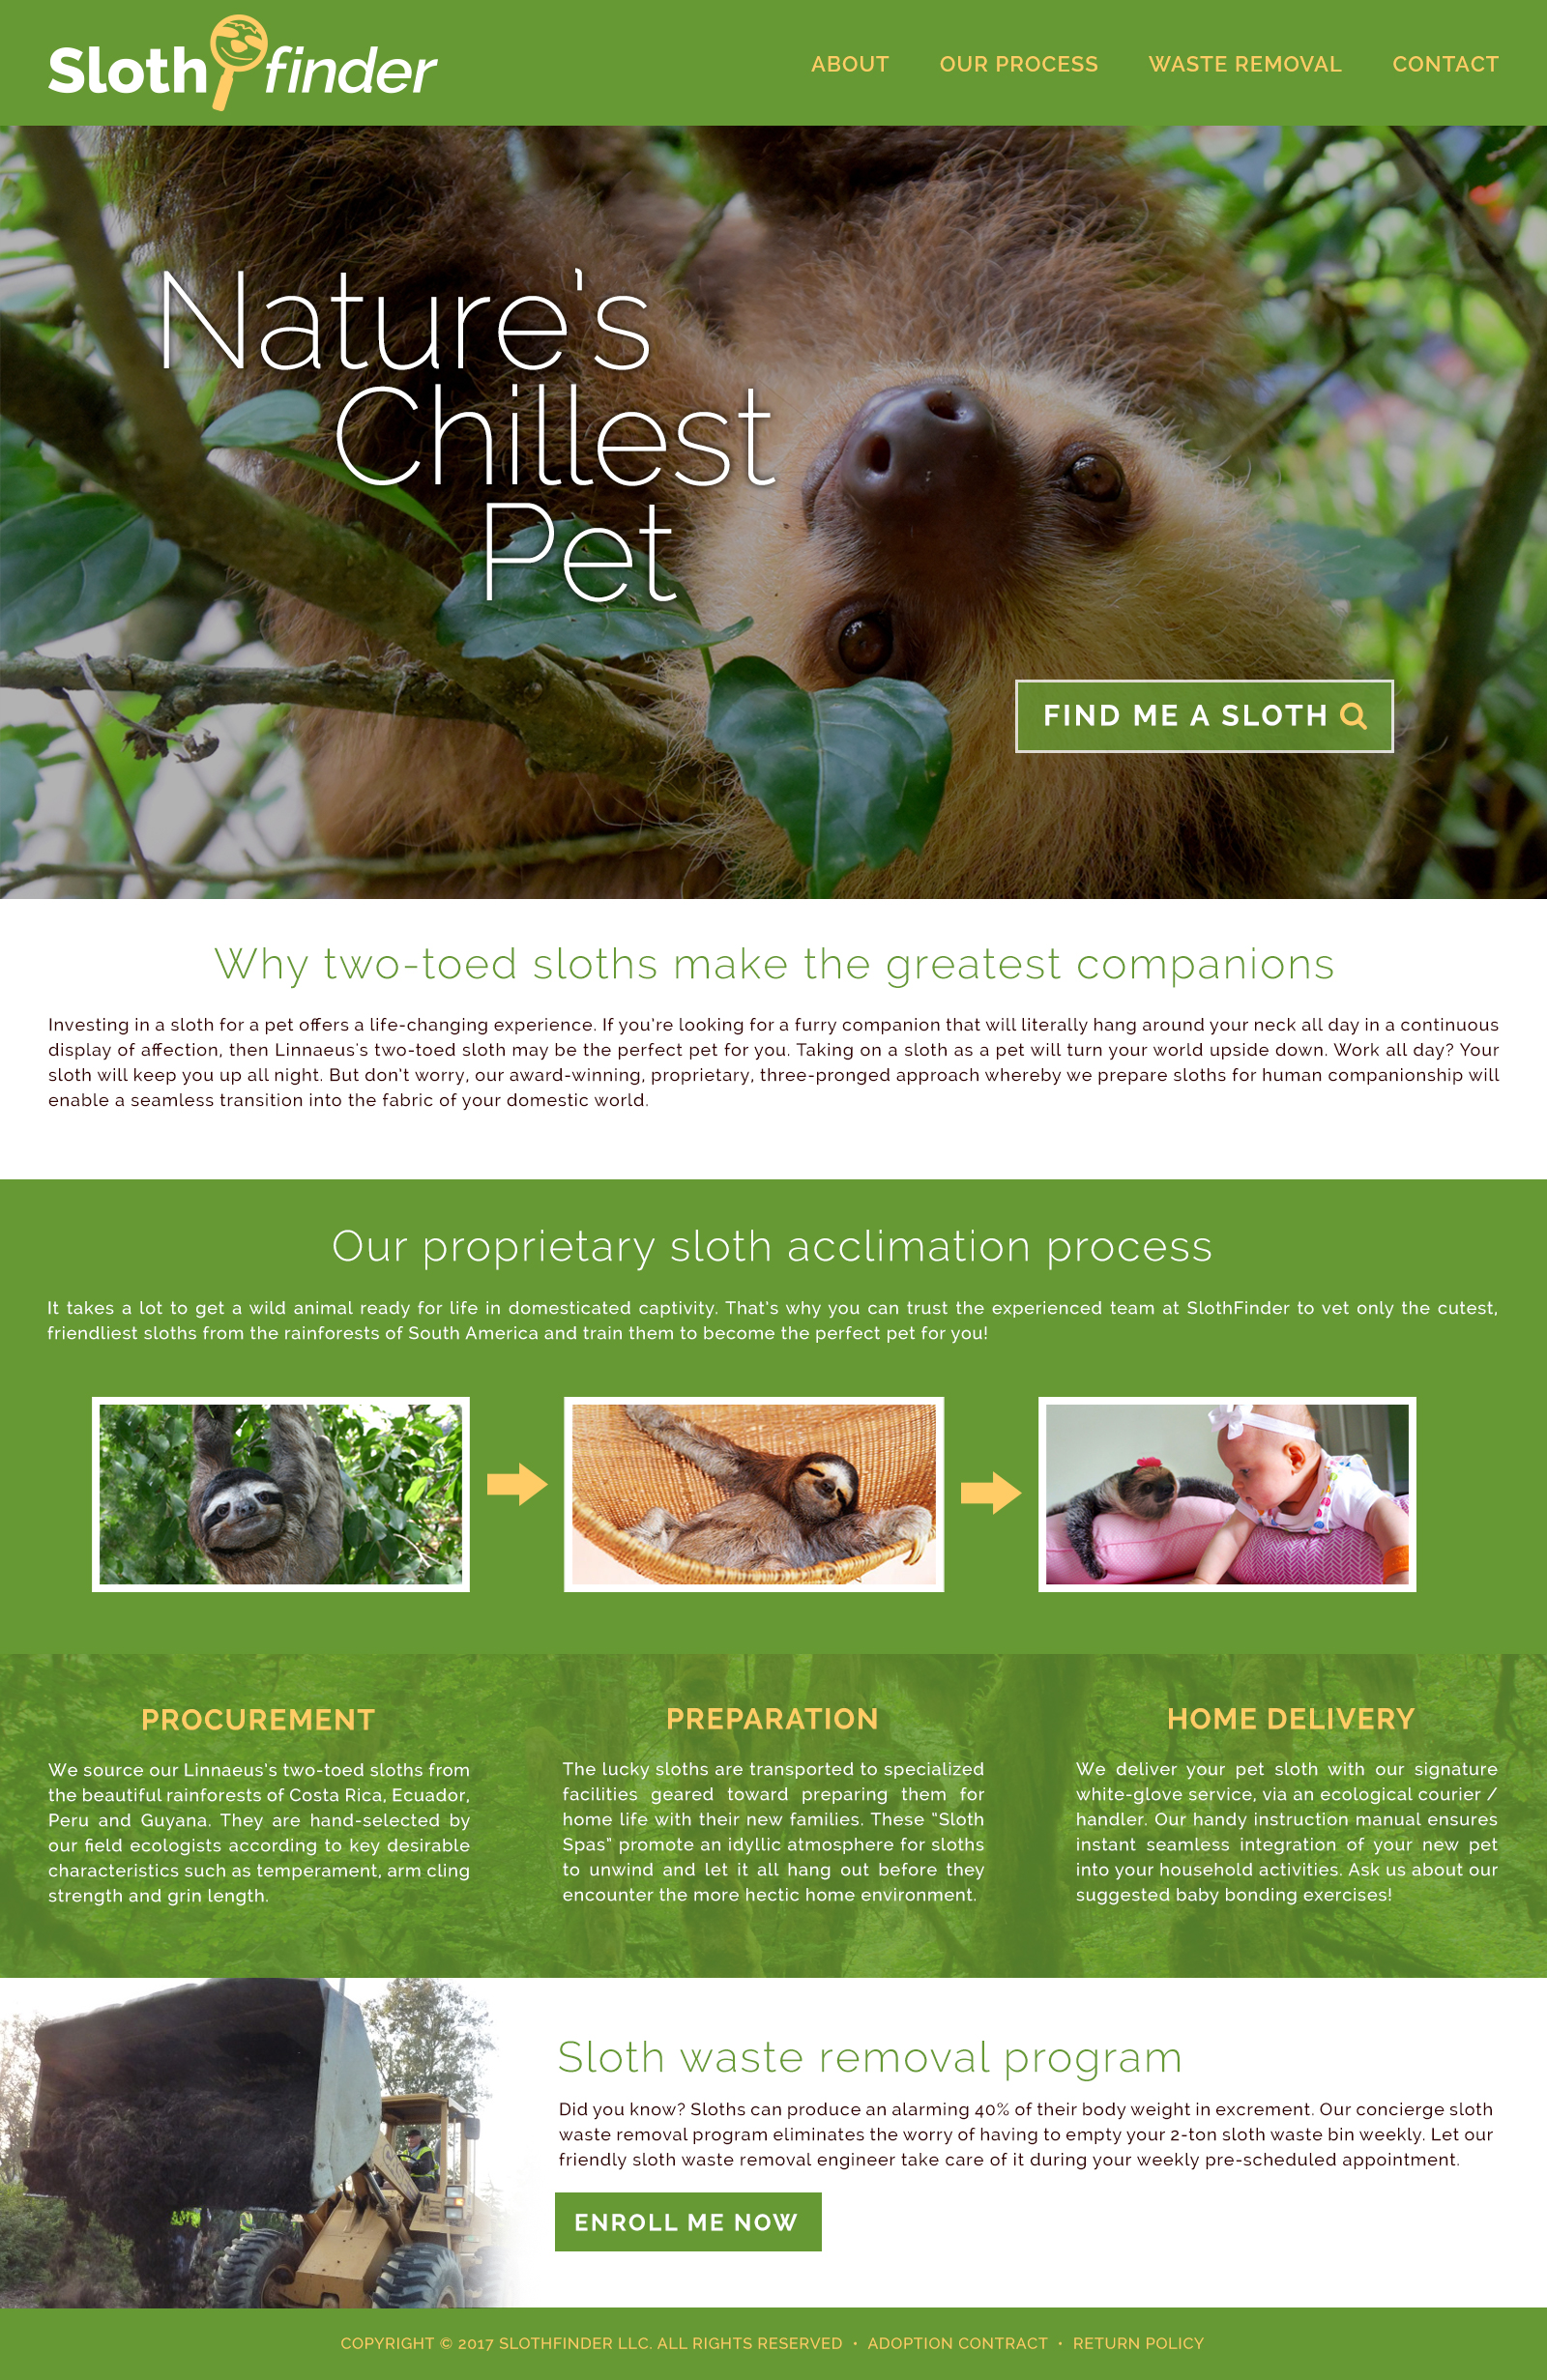 Sloth finder
ABOUT OUR PROCESS WASTE REMOVAL CONTACT
Nature's
Chillest
Pet
FIND ME A SLOTH
Why two-toed sloths make the greatest companions
Investing in a sloth for a pet offers a life-changing experience. If you're looking for a furry companion that will literally hang around your neck all day in a continuous
display of affection, then Linnaeus's two-toed sloth may be the perfect pet for you. Taking on a sloth as a pet will turn your world upside down. Work all day? Your
sloth will keep you up all night. But don't worry, our award-winning, proprietary, three-pronged approach whereby we prepare sloths for human companionship will
enable a seamless transition into the fabric of your domestic world.
Our proprietary sloth acclimation process
It takes a lot to get a wild animal ready for life in domesticated captivity. That's why you can trust the experienced team at SlothFinder to vet only the cutest,
friendliest sloths from the rainforests of South America and train them to become the perfect pet for you!
PROCUREMENT
We source our Linnaeus's two-toed sloths from
the beautiful rainforests of Costa Rica, Ecuador,
Peru and Guyana. They are hand-selected by
our field ecologists according to key desirable
characteristics such as temperament, arm cling
strength and grin length.
PREPARATION
The lucky sloths are transported to specialized
facilities geared toward preparing them for
home life with their new families. These "Sloth
Spas" promote an idyllic atmosphere for sloths
to unwind and let it all hang out before they
encounter the more hectic home environment.
HOME DELIVERY
We deliver your pet sloth with our signature
white-glove service, via an ecological courier /
handler. Our handy instruction manual ensures
instant seamless integration of your new pet
into your household activities. Ask us about our
suggested baby bonding exercises!
Sloth waste removal program
Did you know? Sloths can produce an alarming 40% of their body weight in excrement. Our concierge sloth
waste removal program eliminates the worry of having to empty your 2-ton sloth waste bin weekly. Let our
friendly sloth waste removal engineer take care of it during your weekly pre-scheduled appointment.
ENROLL ME NOW
COPYRIGHT © 2017 SLOTHFINDER LLC. ALL RIGHTS RESERVED • ADOPTION CONTRACT • RETURN POLICY